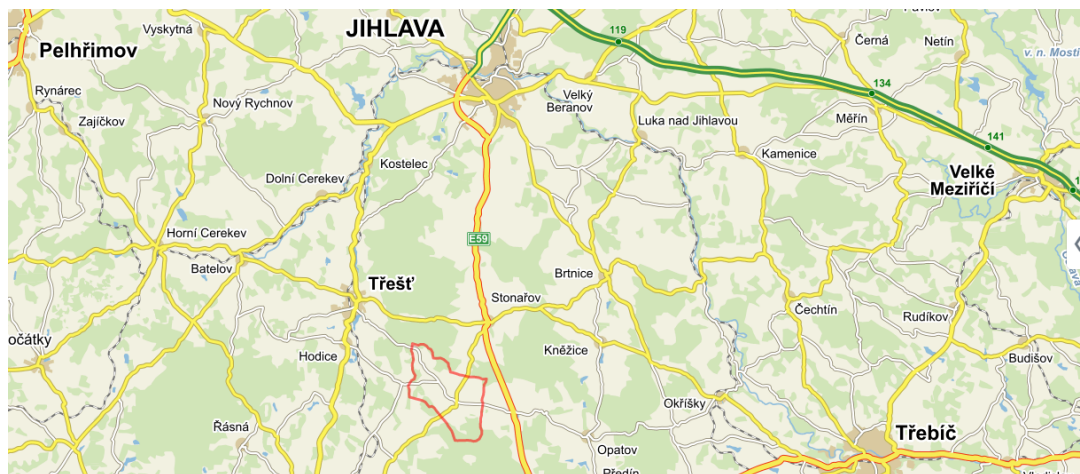 Vyskytná
JIHLAVA
119
Černá
Netín
v. n. Mosti
Pelhřimov
Rynárec
Nový Rychnov
Zajíčkov
Velký
Beranov
134
Luka nad Jihlavou
Měřín
141
Kostelec
Kamenice
Velké
Meziříčí
Dolní Cerekev
Horní Cerekev
E59
Batelov
Brtnice
Třešť
Stonařov
Čechtín
Rudíkov
očátky
Hodice
Kněžice
Budišov
Okříšky
Řásná
Třebíč
Opatov
Předín